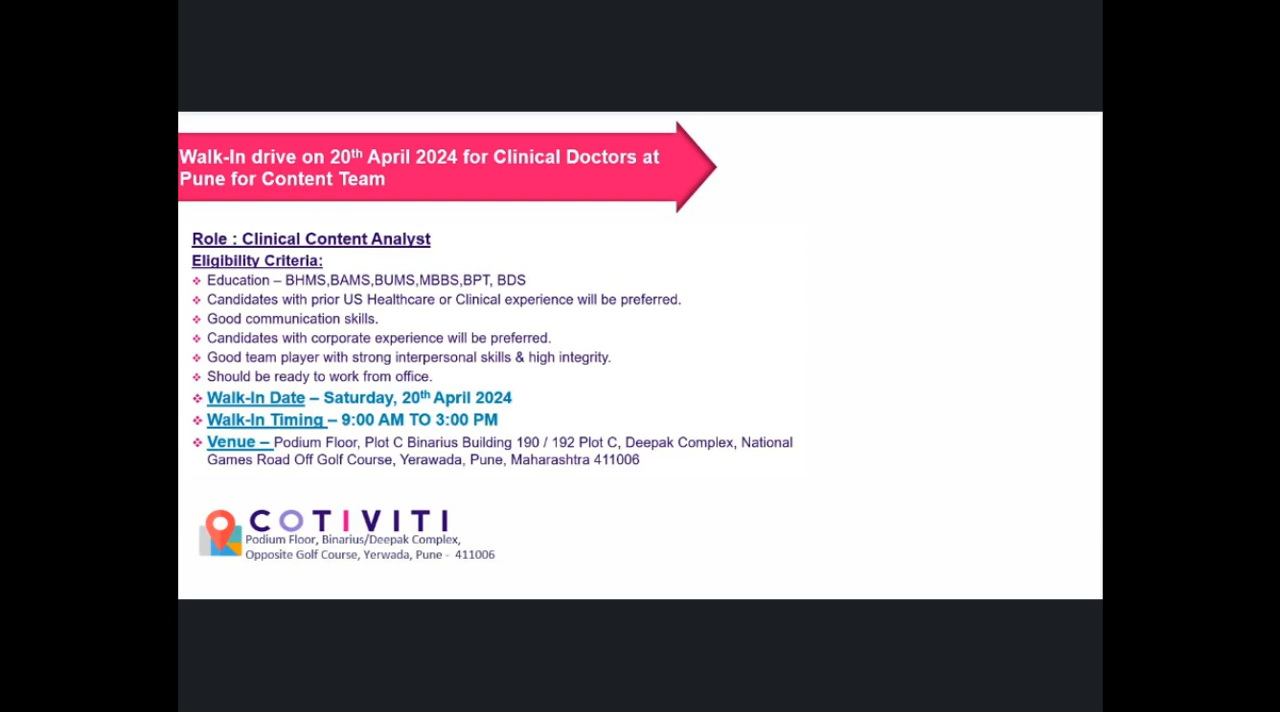 Walk-In drive on 20th April 2024 for Clinical Doctors at
Pune for Content Team
Role : Clinical Content Analyst
Eligibility Criteria:
❖ Education – BHMS,BAMS,BUMS,MBBS,BPT, BDS
❖ Candidates with prior US Healthcare or Clinical experience will be preferred.
❖ Good communication skills.
❖ Candidates with corporate experience will be preferred.
❖ Good team player with strong interpersonal skills & high integrity.
❖ Should be ready to work from office.
❖ Walk-In Date – Saturday, 20th April 2024
❖ Walk-In Timing – 9:00 AM TO 3:00 PM
❖ Venue – Podium Floor, Plot C Binarius Building 190 / 192 Plot C, Deepak Complex, National
Games Road Off Golf Course, Yerawada, Pune, Maharashtra 411006
COTIVITI
Podium Floor, Binarius/Deepak Complex,
Opposite Golf Course, Yerwada, Pune - 411006